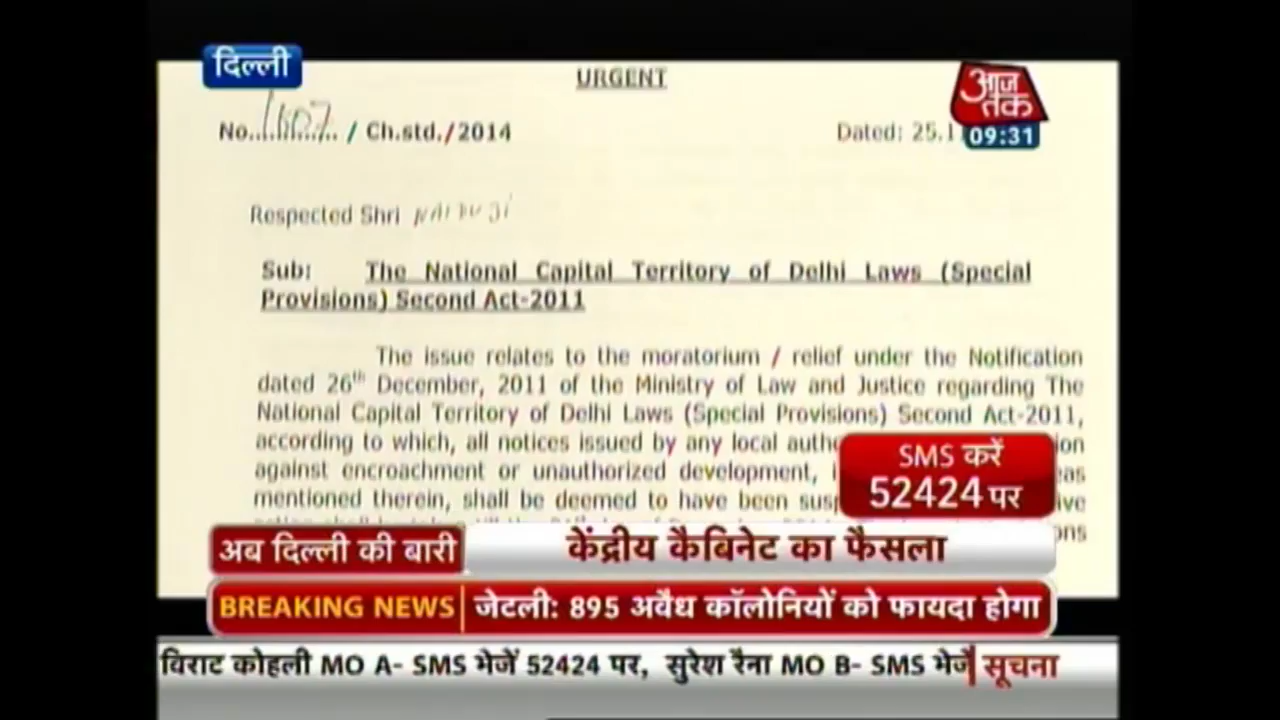 दिल्ली
URGENT
आज तक
No.............. / Ch.std./2014
Dated: 25.1
09:31
Respected Shri
Sub: The National Capital Territory of Delhi Laws (Special
Provisions) Second Act-2011
The issue relates to the moratorium / relief under the Notification
dated 26th December, 2011 of the Ministry of Law and Justice regarding The
National Capital Territory of Delhi Laws (Special Provisions) Second Act-2011,
according to which, all notices issued by any local
against encroachment or unauthorized development,
mentioned therein, shall be deemed to have been
SMS करें
52424 पर
अब दिल्ली की बारी
केंद्रीय कैबिनेट का फैसला
BREAKING NEWS
जेटली: 895 अवैध कॉलोनियों को फायदा होगा
विराट कोहली MO A- SMS भेजें 52424 पर, सुरेश रैना MO B- SMS भेजें
सूचना